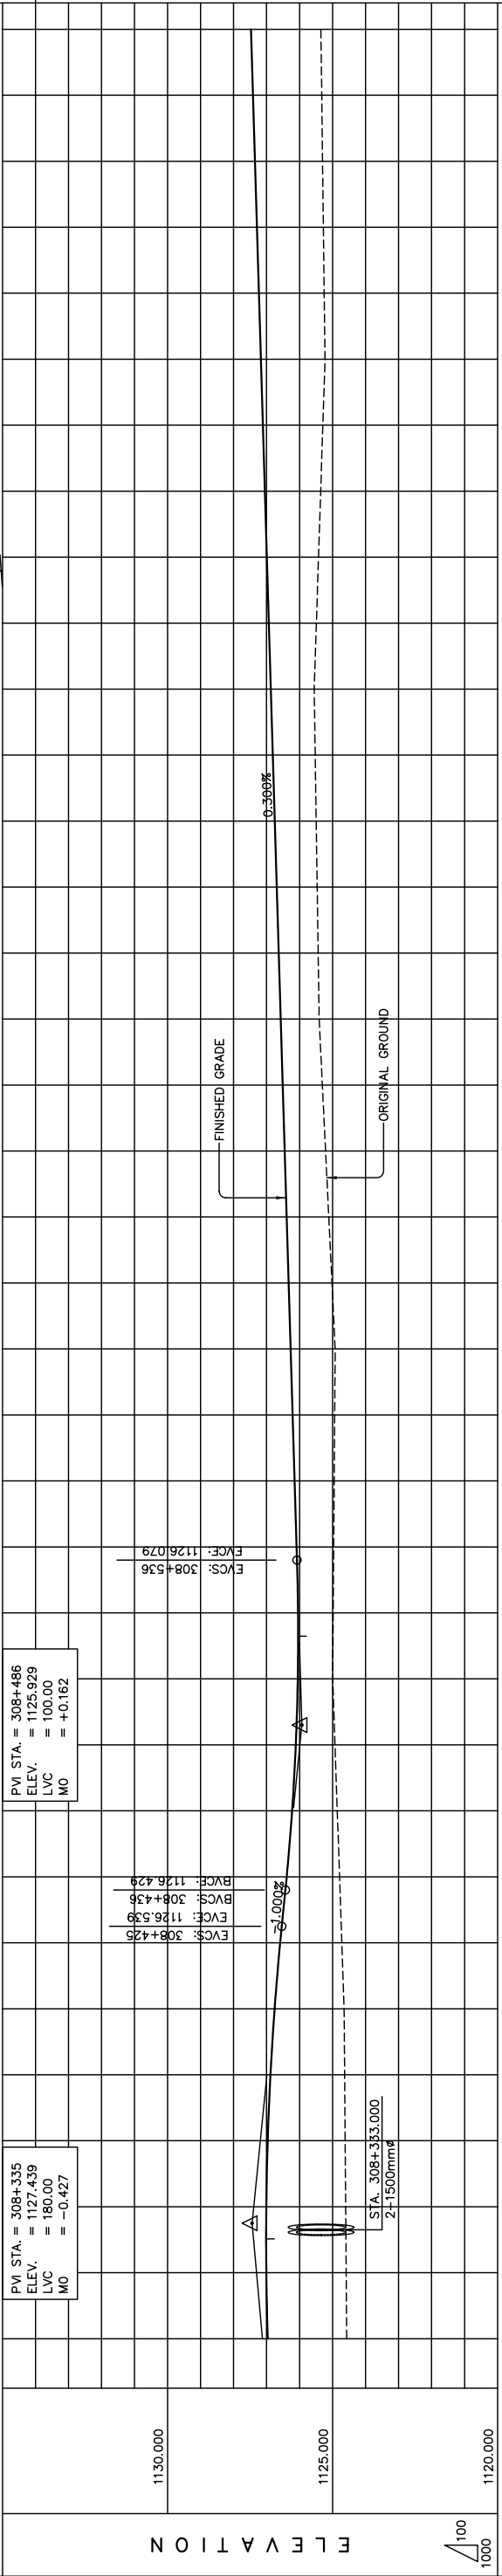 PVI STA. = 308+335
ELEV. = 1127.439
LVC = 180.00
MO = -0.427
PVI STA. = 308+486
ELEV. = 1125.929
LVC = 100.00
MO = +0.162
EVCS: 308+425
EVCE: 1126.539
BVCS: 308+436
BVCE: 1126.429
EVCS: 308+536
EVCE: 1126.079
-1.000%
0.300%
FINISHED GRADE
ORIGINAL GROUND
STA. 308+333.000
2-1500mmø
1130.000
1125.000
1120.000
ELEVATION
100
1000